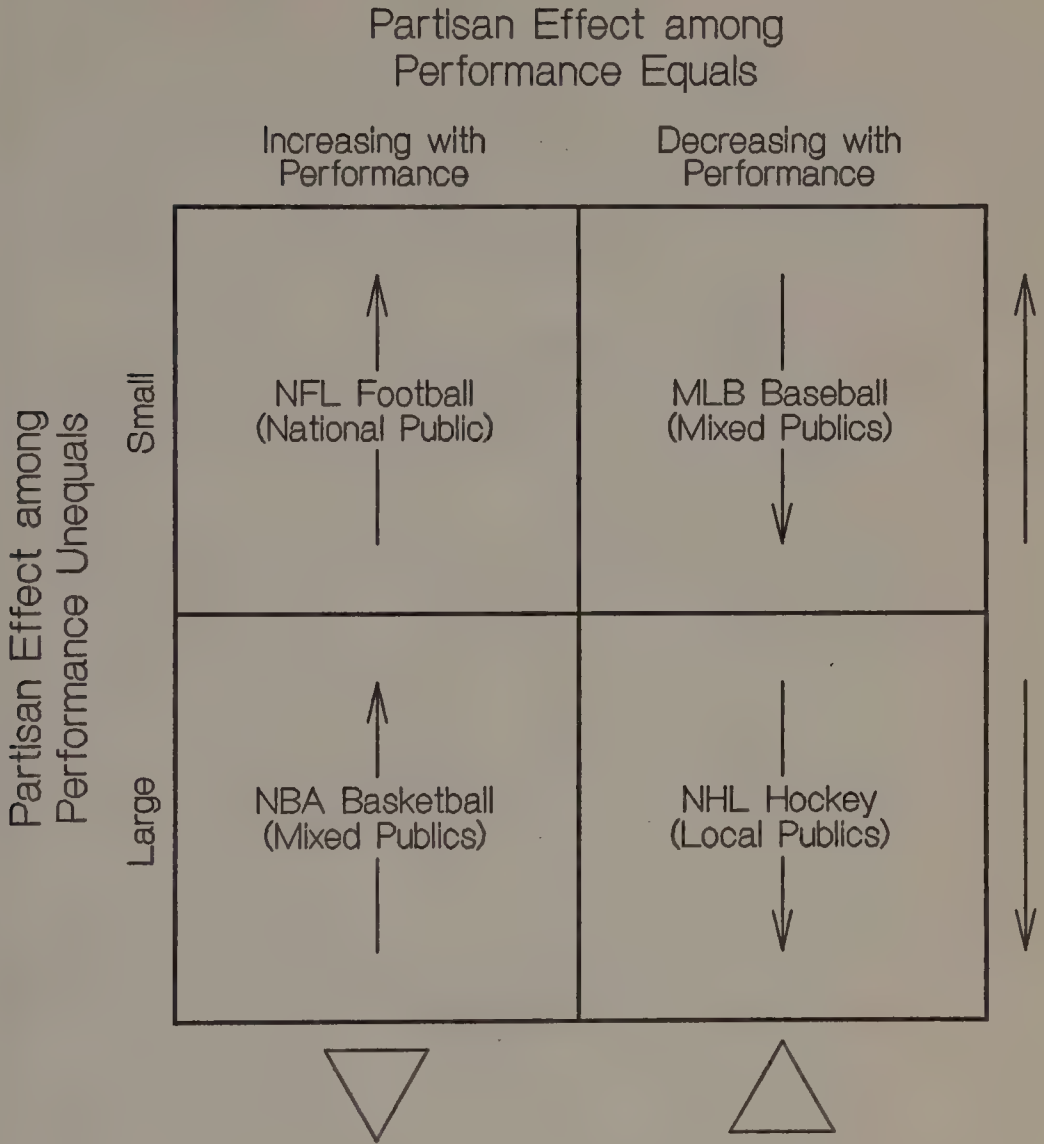 Partisan Effect among
Performance Equals
Increasing with
Performance
Decreasing with
Performance
Partisan Effect among
Performance Unequals
Small
NFL Football
(National Public)
MLB Baseball
(Mixed Publics)
Large
NBA Basketball
(Mixed Publics)
NHL Hockey
(Local Publics)